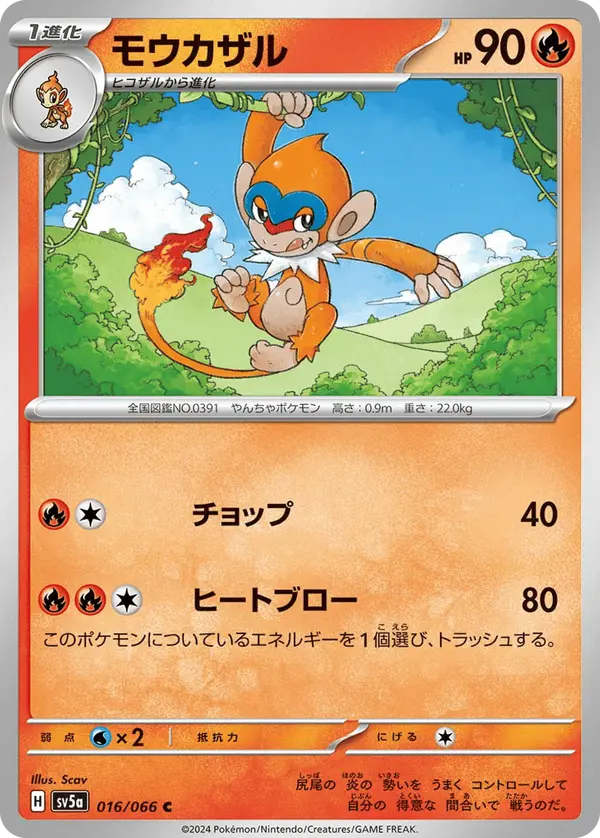 1進化
モウカザル
HP 90
ヒコザルから進化
全国図鑑NO.0391 やんちゃポケモン 高さ:0.9m 重さ:22.0kg
チョップ 40
ヒートブロー 80
このポケモンについているエネルギーを1個選び、トラッシュする。
弱点 ×2 抵抗力 にげる
Illus. Scav
H sv5a 016/066 C
尻尾の 炎の 勢いを うまく コントロールして
自分の 得意な 間合いで 戦うのだ。
©2024 Pokémon/Nintendo/Creatures/GAME FREAK.